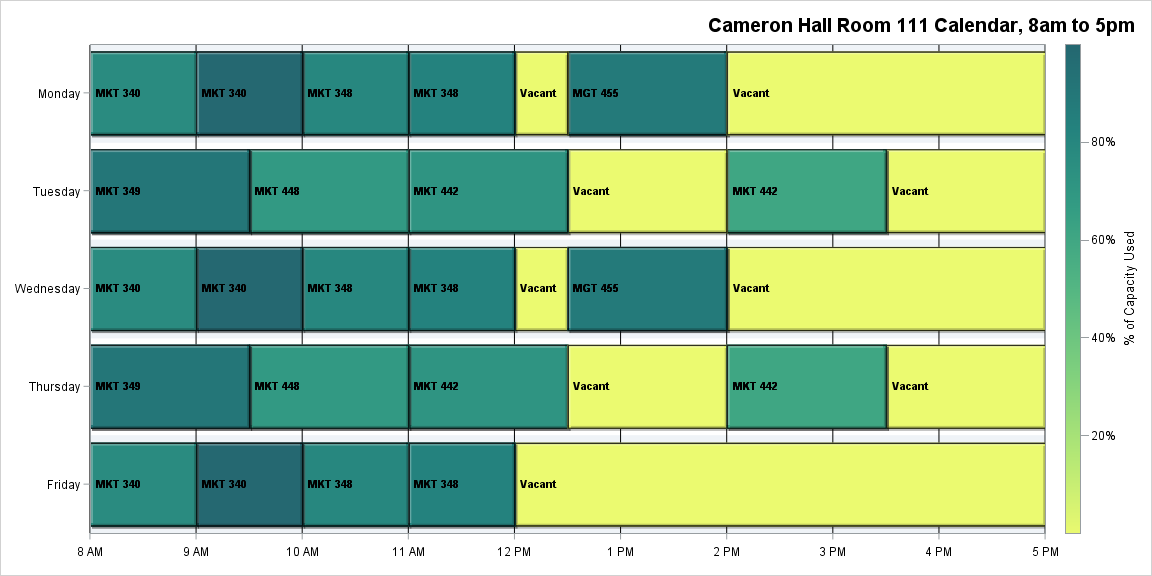 Cameron Hall Room 111 Calendar, 8am to 5pm
Monday MKT 340 MKT 340 MKT 348 MKT 348 Vacant MGT 455 Vacant
80%
Tuesday MKT 349 MKT 448 MKT 442 Vacant MKT 442 Vacant
60%
% of Capacity Used
Wednesday MKT 340 MKT 340 MKT 348 MKT 348 Vacant MGT 455 Vacant
40%
Thursday MKT 349 MKT 448 MKT 442 Vacant MKT 442 Vacant
20%
Friday MKT 340 MKT 340 MKT 348 MKT 348 Vacant
8 AM 9 AM 10 AM 11 AM 12 PM 1 PM 2 PM 3 PM 4 PM 5 PM